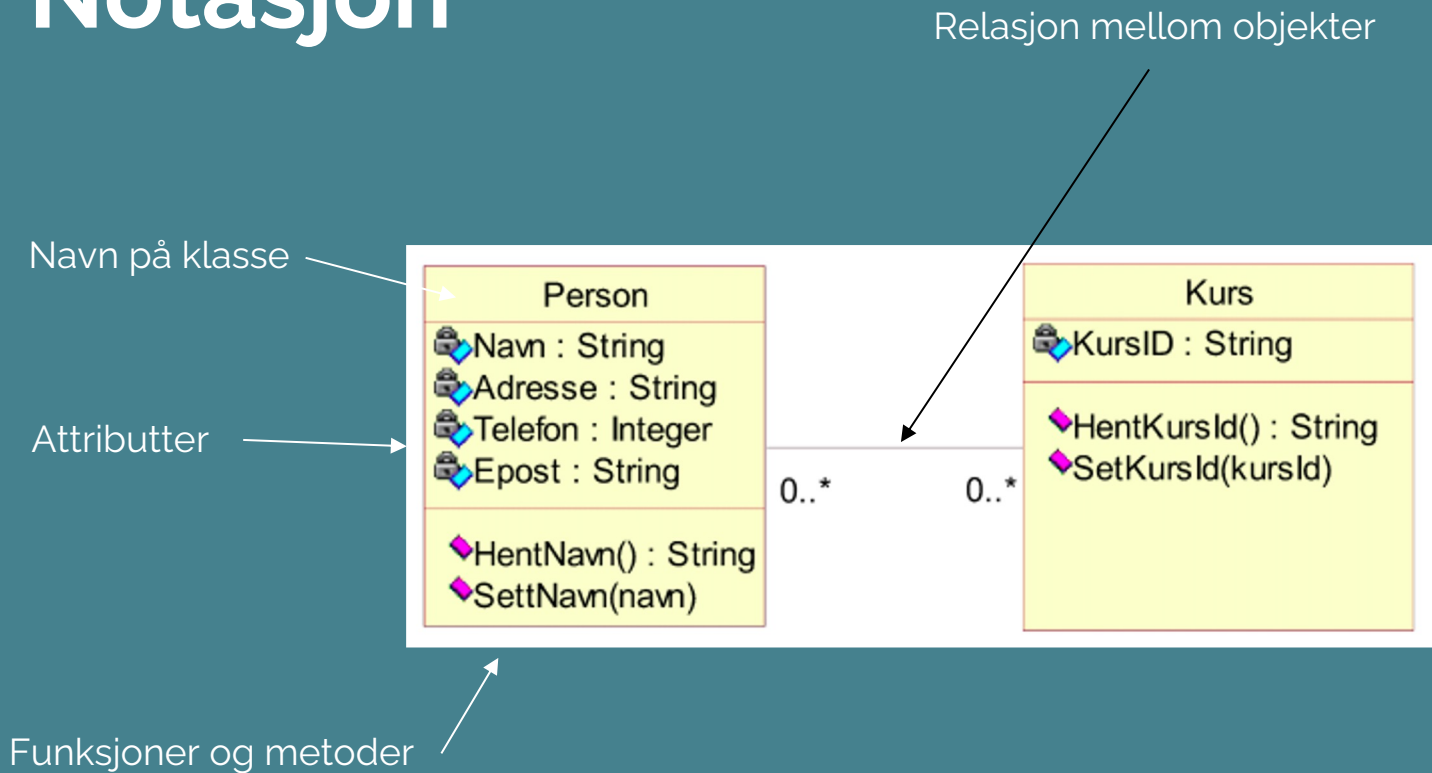 Notasjon
Relasjon mellom objekter
Navn på klasse
Attributter
Funksjoner og metoder
Person
Navn : String
Adresse : String
Telefon : Integer
Epost : String
HentNavn() : String
SettNavn(navn)
0..*
0..*
Kurs
KursID : String
HentKursId() : String
SetKursId(kursId)